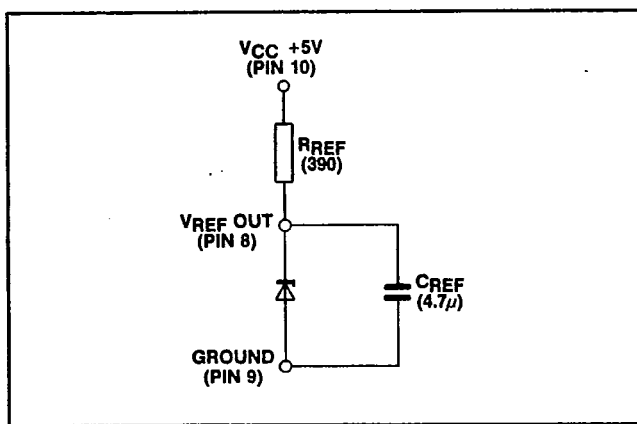 VCC +5V
(PIN 10)
RREF
(390)
VREF OUT
(PIN 8)
CREF
(4.7μ)
GROUND
(PIN 9)